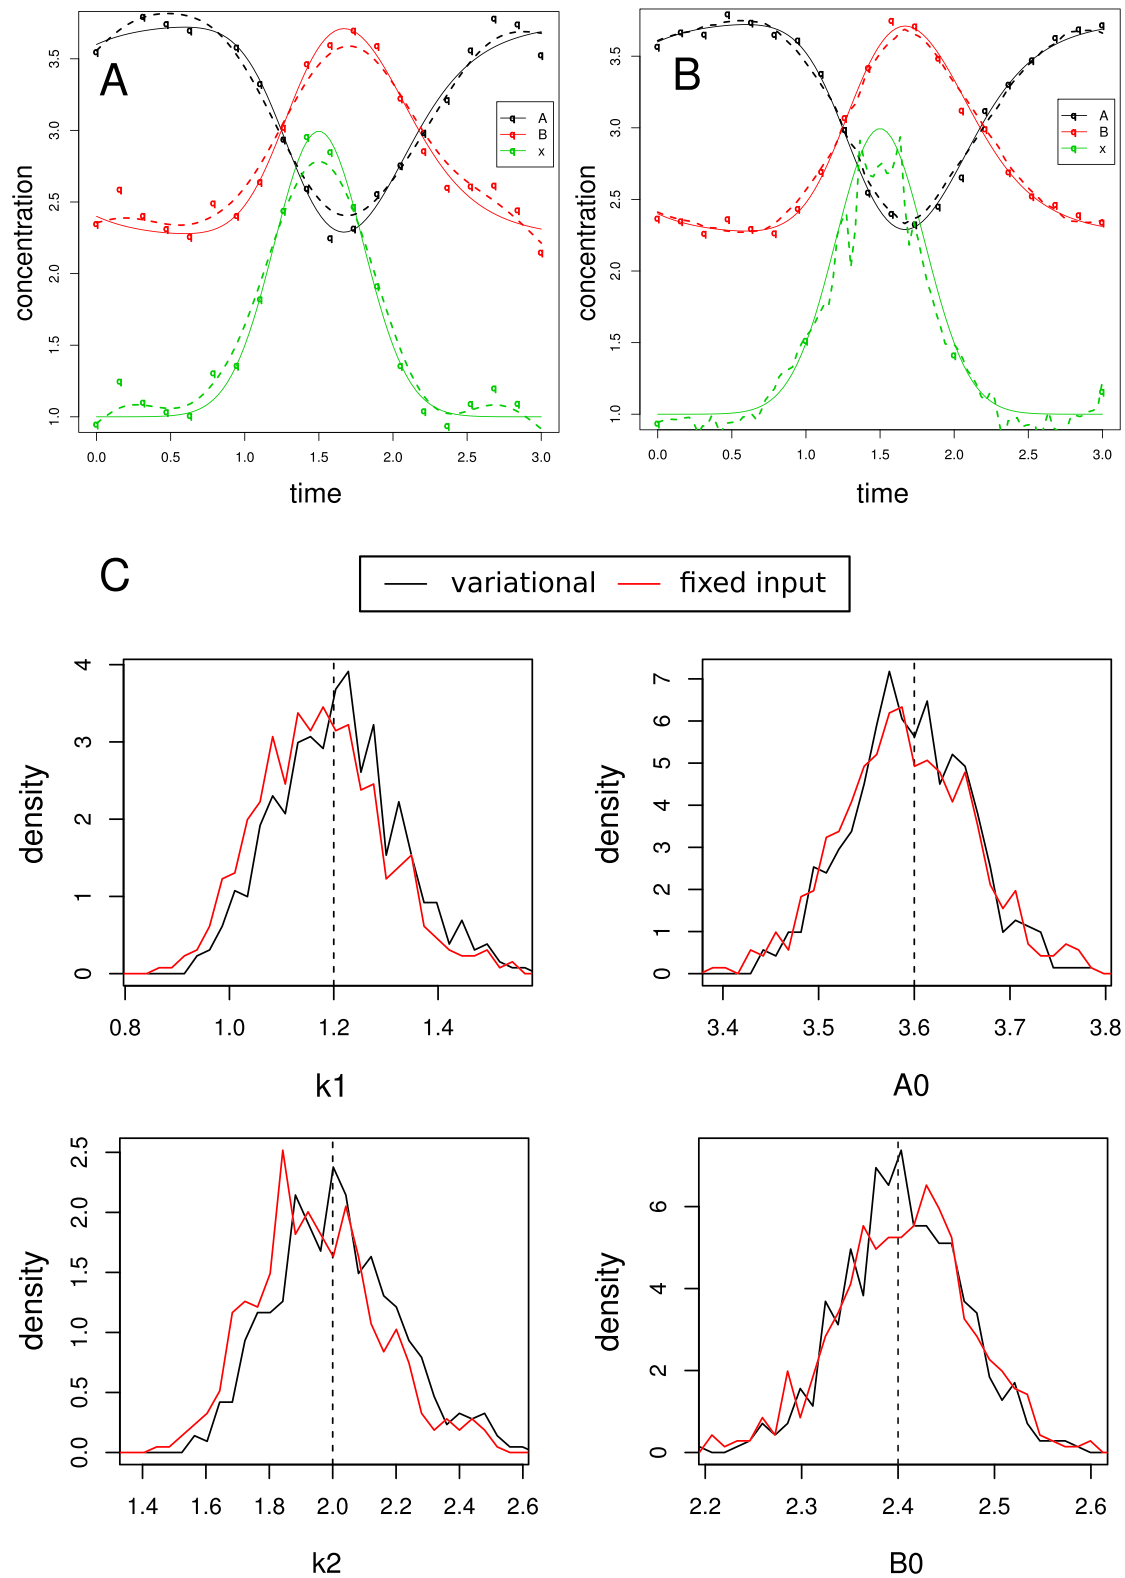 A
B
concentration
3.5
3.0
2.5
2.0
1.5
1.0
q A
q B
q x
0.0 0.5 1.0 1.5 2.0 2.5 3.0
time
concentration
3.5
3.0
2.5
2.0
1.5
1.0
q A
q B
q x
0.0 0.5 1.0 1.5 2.0 2.5 3.0
time
C
variational fixed input
density
4
3
2
1
0
0.8 1.0 1.2 1.4
k1
density
7
6
5
4
3
2
1
0
3.4 3.5 3.6 3.7 3.8
A0
density
2.5
2.0
1.5
1.0
0.5
0.0
1.4 1.6 1.8 2.0 2.2 2.4 2.6
k2
density
6
4
2
0
2.2 2.3 2.4 2.5 2.6
B0